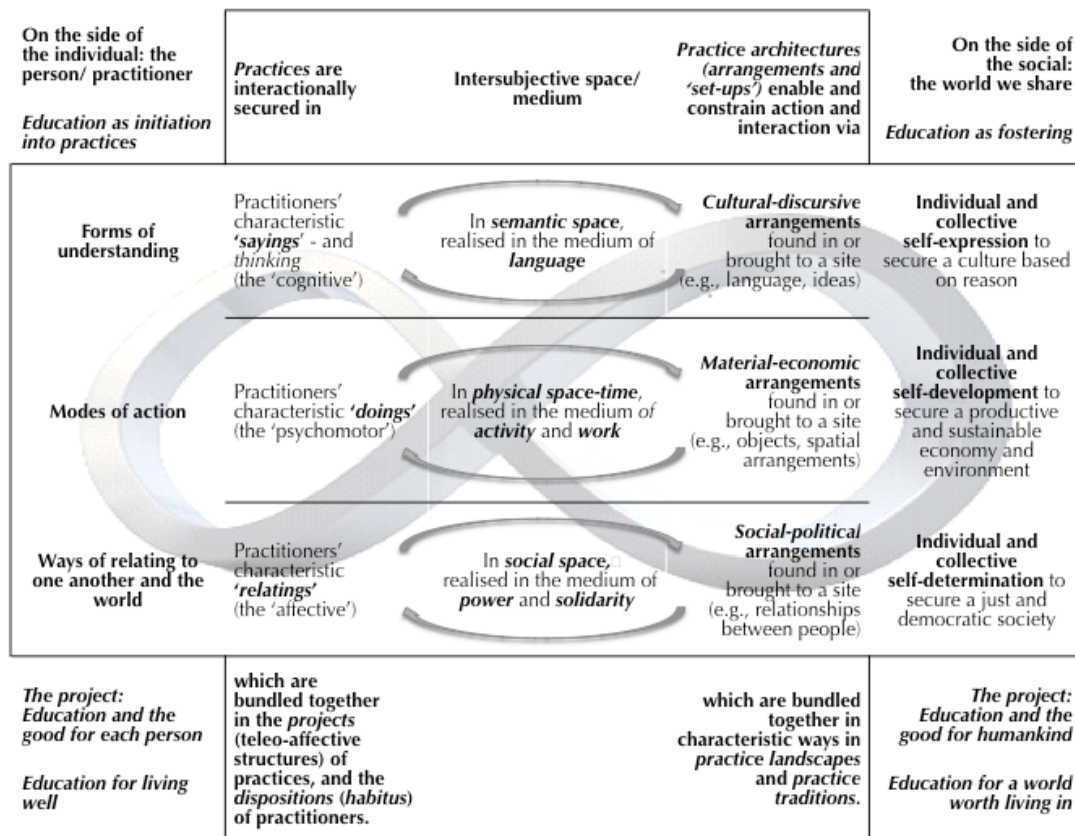 On the side of
the individual: the
person/ practitioner
Education as initiation
into practices
Practices are
interactionally
secured in
Intersubjective space/
medium
Practice architectures
(arrangements and
‘set-ups’) enable and
constrain action and
interaction via
On the side of
the social:
the world we share
Education as fostering
Forms of
understanding
Practitioners’
characteristic
‘sayings’ - and
thinking
(the ‘cognitive’)
In semantic space,
realised in the medium of
language
Cultural-discursive
arrangements
found in or
brought to a site
(e.g., language, ideas)
Individual and
collective
self-expression to
secure a culture based
on reason
Modes of action
Practitioners’
characteristic ‘doings’
(the ‘psychomotor’)
In physical space-time,
realised in the medium of
activity and work
Material-economic
arrangements
found in or
brought to a site
(e.g., objects, spatial
arrangements)
Individual and
collective
self-development to
secure a productive
and sustainable
economy and
environment
Ways of relating to
one another and the
world
Practitioners’
characteristic
‘relatings’
(the ‘affective’)
In social space,
realised in the medium of
power and solidarity
Social-political
arrangements
found in or
brought to a site
(e.g., relationships
between people)
Individual and
collective
self-determination to
secure a just and
democratic society
The project:
Education and the
good for each person
Education for living
well
which are
bundled together
in the projects
(teleo-affective
structures) of
practices, and the
dispositions (habitus)
of practitioners.
which are bundled
together in
characteristic ways in
practice landscapes
and practice
traditions.
The project:
Education and the
good for humankind
Education for a world
worth living in